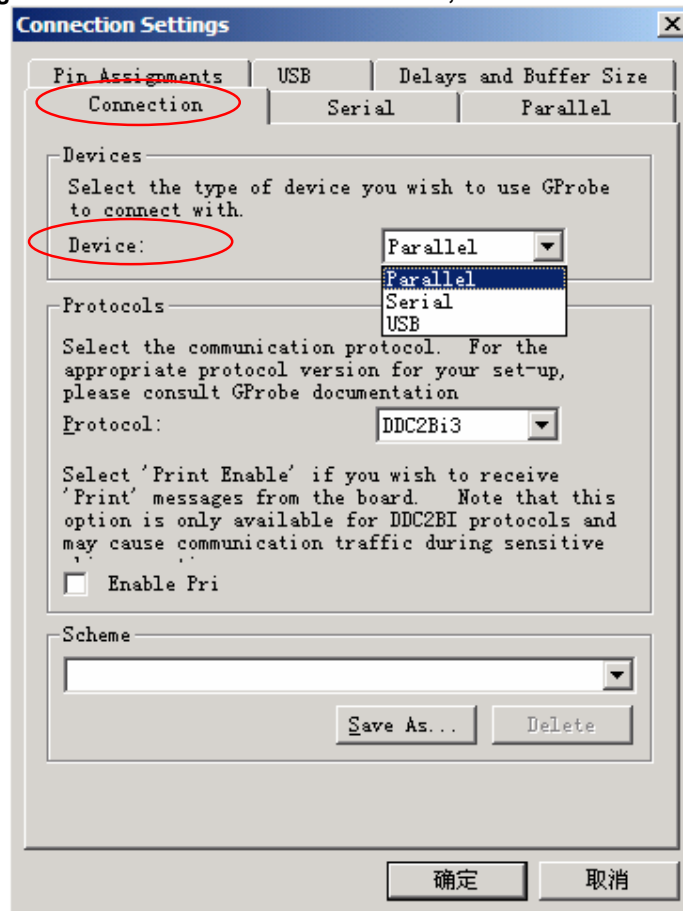 Connection Settings
Pin Assignments USB Delays and Buffer Size
Connection Serial Parallel
Devices
Select the type of device you wish to use GProbe
to connect with.
Device: Parallel
Parallel
Serial
USB
Protocols
Select the communication protocol. For the
appropriate protocol version for your set-up,
please consult GProbe documentation
Protocol: DDC2Bi3
Select 'Print Enable' if you wish to receive
'Print' messages from the board. Note that this
option is only available for DDC2BI protocols and
may cause communication traffic during sensitive
Enable Pri
Scheme
Save As... Delete
确定 取消